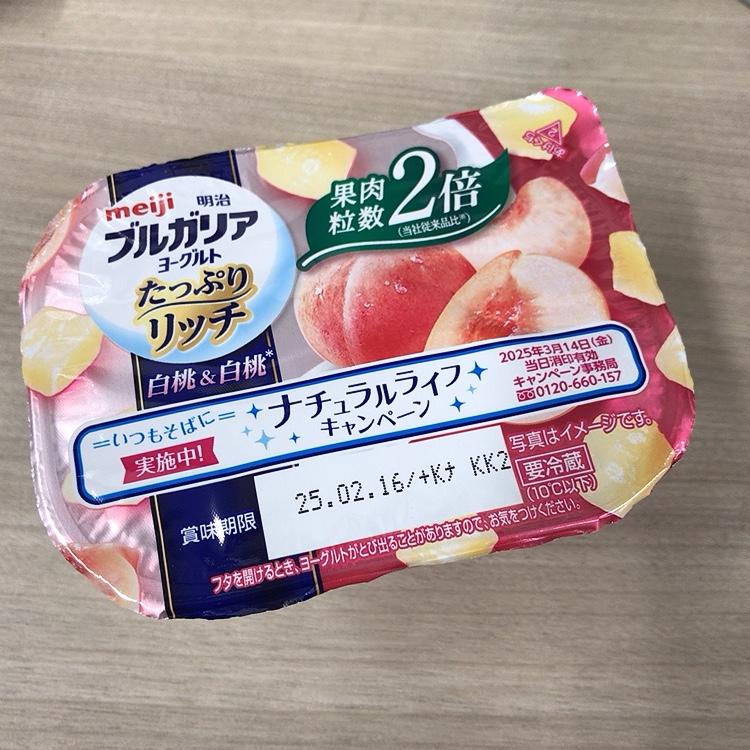 meiji 明治
ブルガリア
ヨーグルト
たっぷり
リッチ
白桃&白桃*
果肉
粒数 2倍
(当社従来品比※)
=いつもそばに=
実施中!
ナチュラルライフ
キャンペーン
2025年3月14日(金)
当日消印有効
キャンペーン事務局
0120-660-157
写真はイメージです。
賞味期限
25.02.16/+Kナ KK2
要冷蔵
(10℃以下)
フタを開けるとき、ヨーグルトがとび出ることがありますので、お気をつけください。